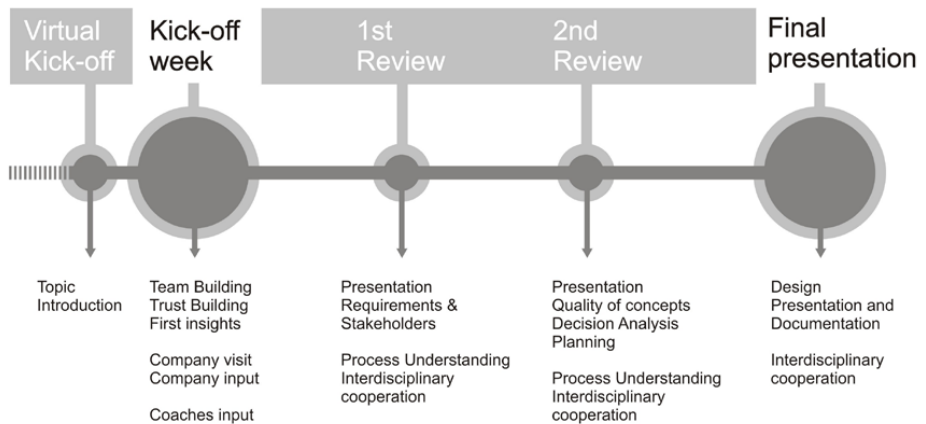 Virtual
Kick-off
Kick-off
week
1st
Review
2nd
Review
Final
presentation
Topic
Introduction
Team Building
Trust Building
First insights
Company visit
Company input
Coaches input
Presentation
Requirements &
Stakeholders
Process Understanding
Interdisciplinary
cooperation
Presentation
Quality of concepts
Decision Analysis
Planning
Process Understanding
Interdisciplinary
cooperation
Design
Presentation and
Documentation
Interdisciplinary
cooperation